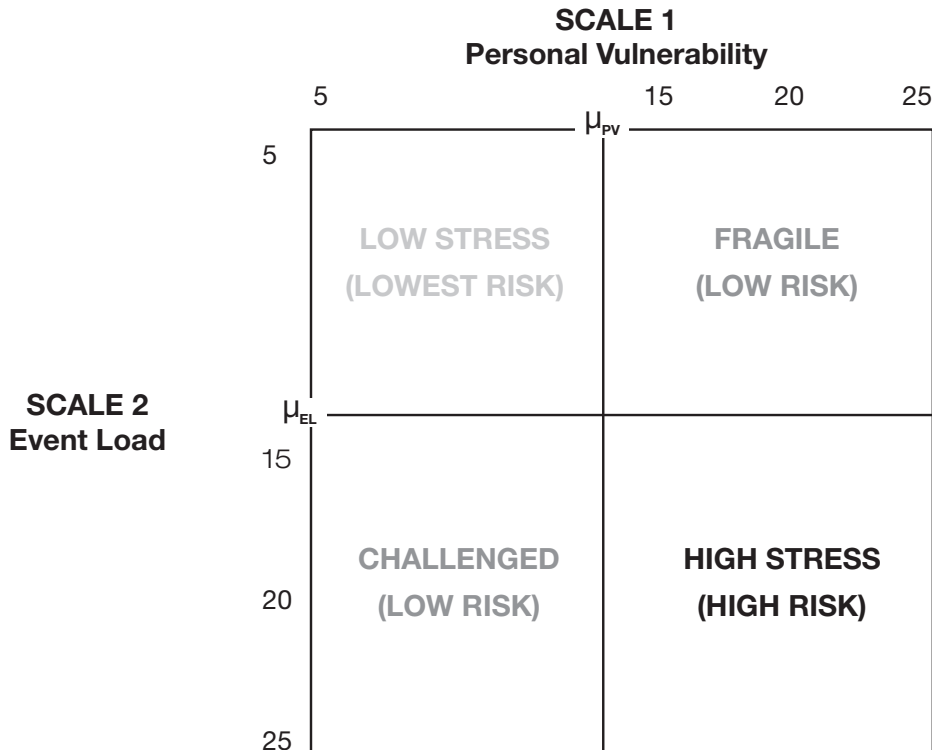 SCALE 1
Personal Vulnerability
5 15 20 25
μPV
5
LOW STRESS
(LOWEST RISK)
FRAGILE
(LOW RISK)
SCALE 2
Event Load
μEL
15
CHALLENGED
(LOW RISK)
HIGH STRESS
(HIGH RISK)
20
25